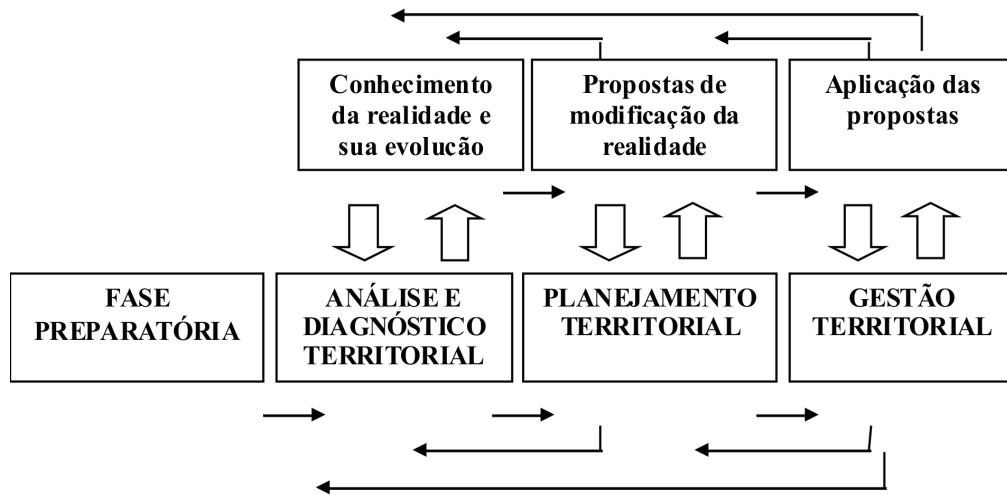 Conhecimento
da realidade e
sua evolução
Propostas de
modificação da
realidade
Aplicação das
propostas
FASE
PREPARATÓRIA
ANÁLISE E
DIAGNÓSTICO
TERRITORIAL
PLANEJAMENTO
TERRITORIAL
GESTÃO
TERRITORIAL